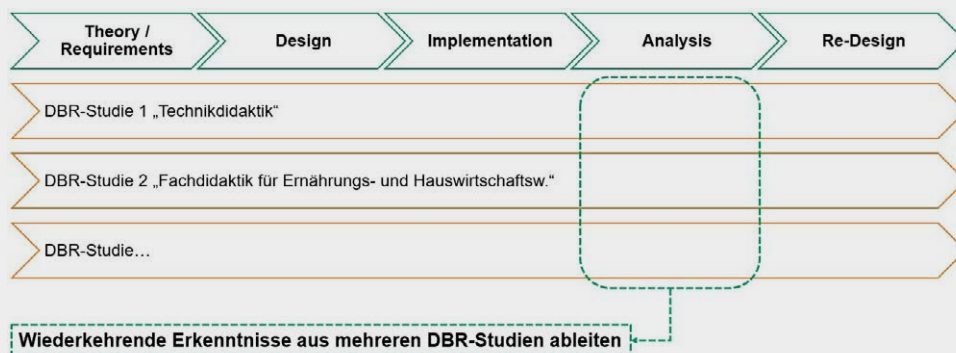 Theory /
Requirements
Design
Implementation
Analysis
Re-Design
DBR-Studie 1 „Technikdidaktik“
DBR-Studie 2 „Fachdidaktik für Ernährungs- und Hauswirtschaftsw.“
DBR-Studie…
Wiederkehrende Erkenntnisse aus mehreren DBR-Studien ableiten